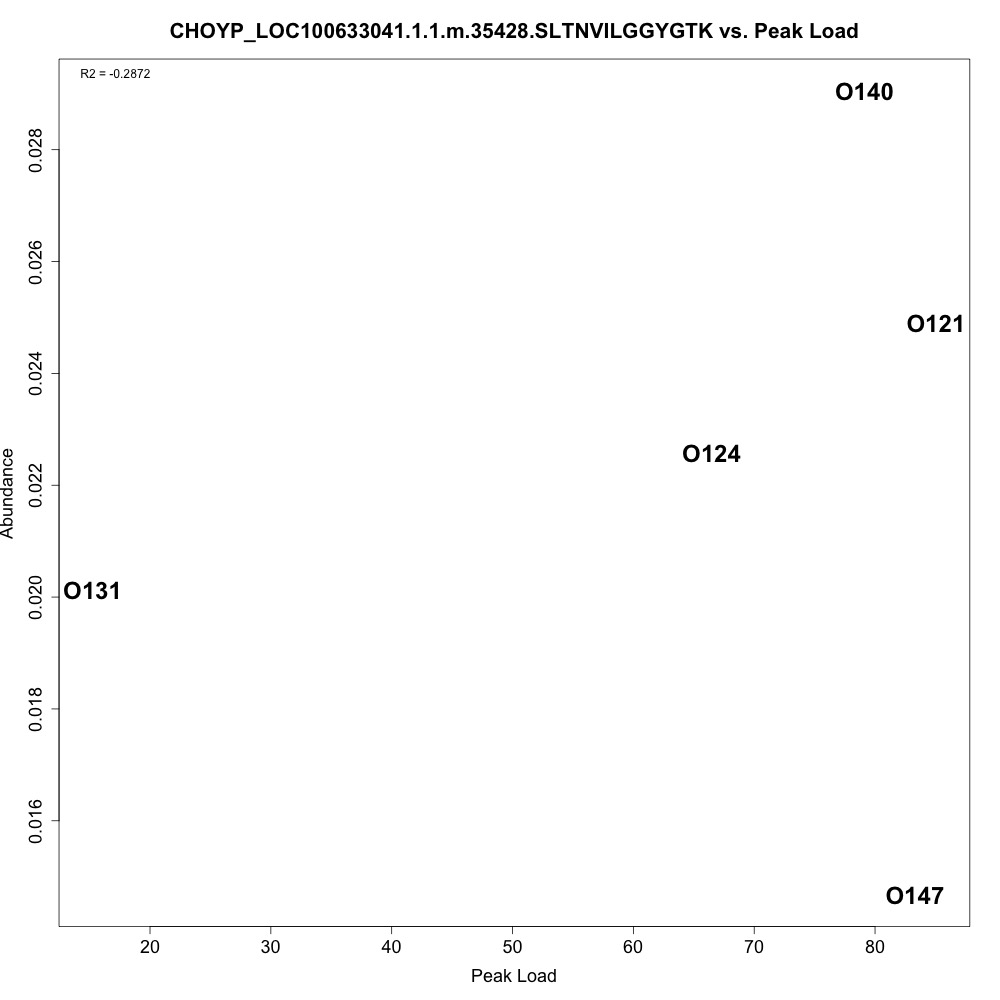 CHOYP_LOC100633041.1.1.m.35428.SLTNVILGGYGTK vs. Peak Load
R2 = -0.2872
O140
0.028
0.026
O121
0.024
O124
0.022
Abundance
O131
0.020
0.018
0.016
O147
20 30 40 50 60 70 80
Peak Load